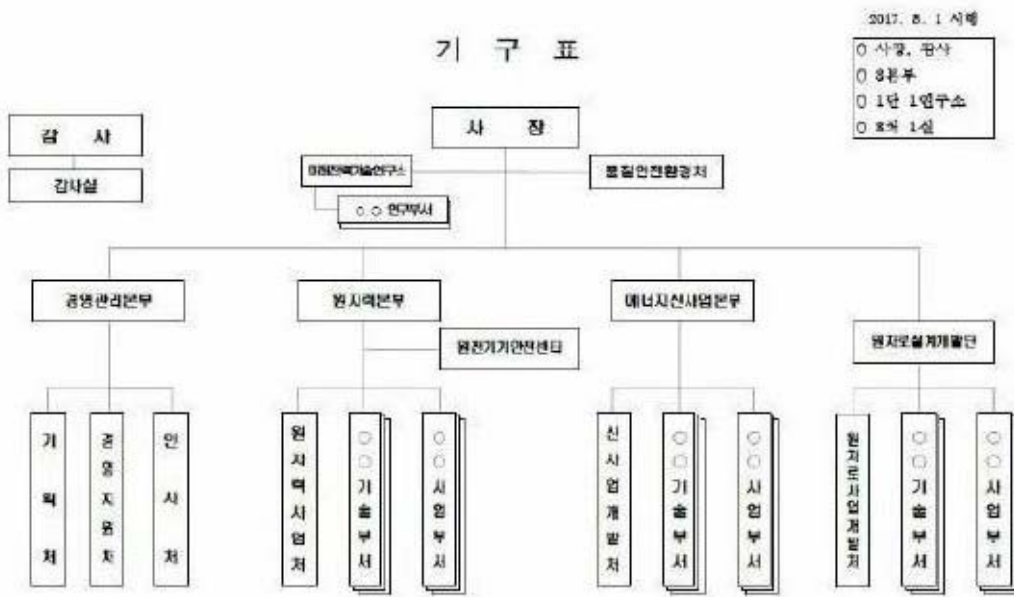 2017. 8. 1 시행
기 구 표
○ 사장, 감사
○ 3본부
○ 1단 1연구소
○ 8처 1실
감 사
감사실
사 장
미래전력기술연구소
품질안전환경처
○ ○ 연구부서
경영관리본부
원자력본부
에너지신사업본부
원자로설계개발단
원전기기안전센터
기획처
경영지원처
인사처
원자력사업처
○○기술부서
○○사업부서
신사업개발처
○○기술부서
○○사업부서
원자로사업개발처
○○기술부서
○○사업부서